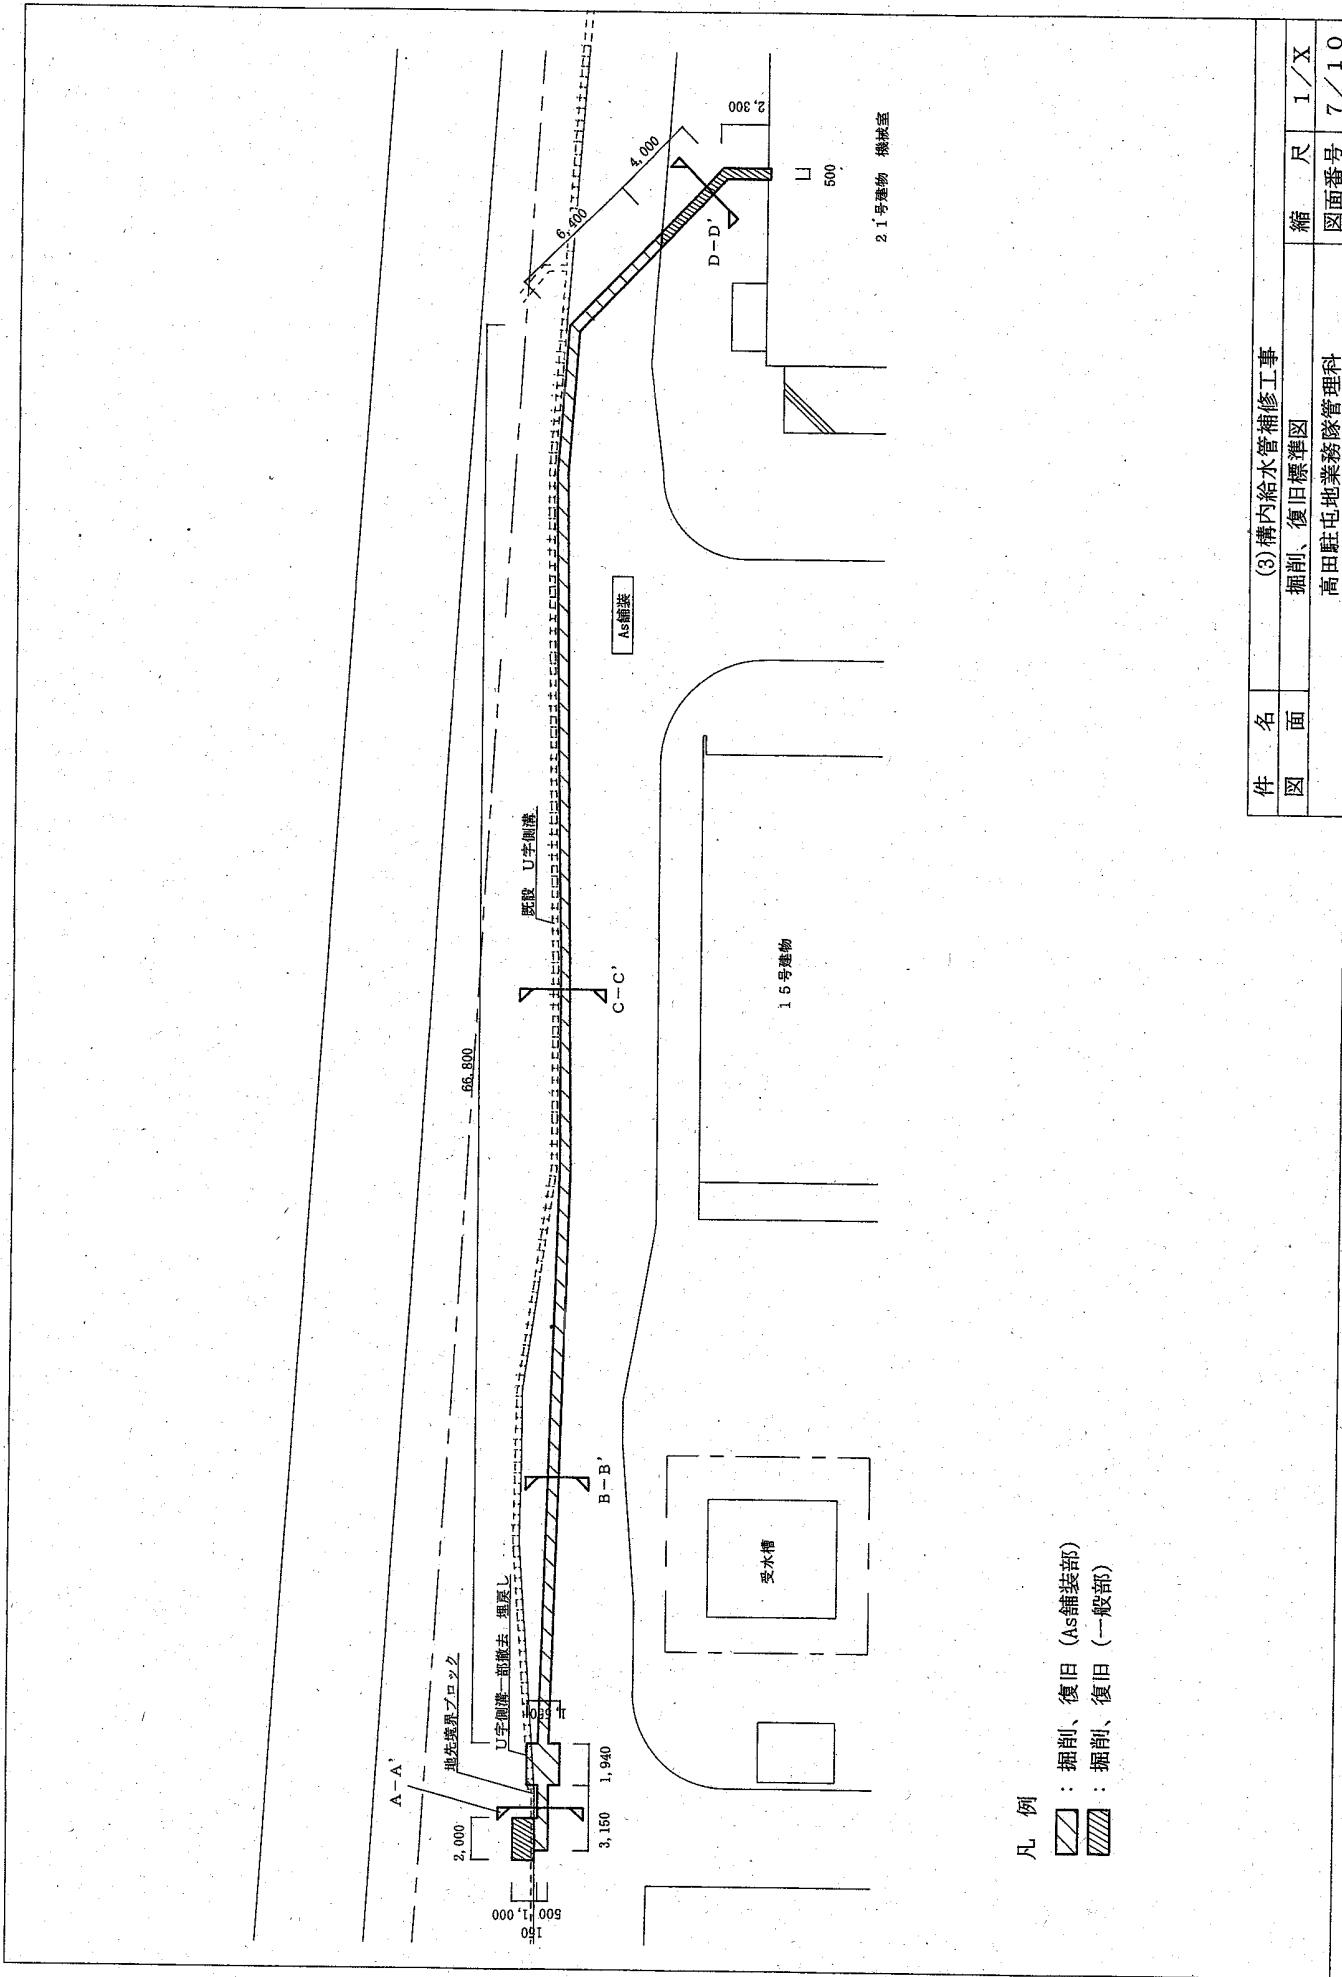 A-A'
地先境界ブロック
U字側溝一部撤去 埋戻し
2,000
150
500
1,000
3,150
1,940
1,550
66,800
B-B'
既設 U字側溝
C-C'
As舗装
6,400
4,000
D-D'
2,300
500
21号建物 機械室
15号建物
受水槽
凡 例
：掘削、復旧（As舗装部）
：掘削、復旧（一般部）
件 名 (3)構内給水管補修工事
図 面 掘削、復旧標準図 縮 尺 1/X
高田駐屯地業務隊管理科 図面番号 7/10